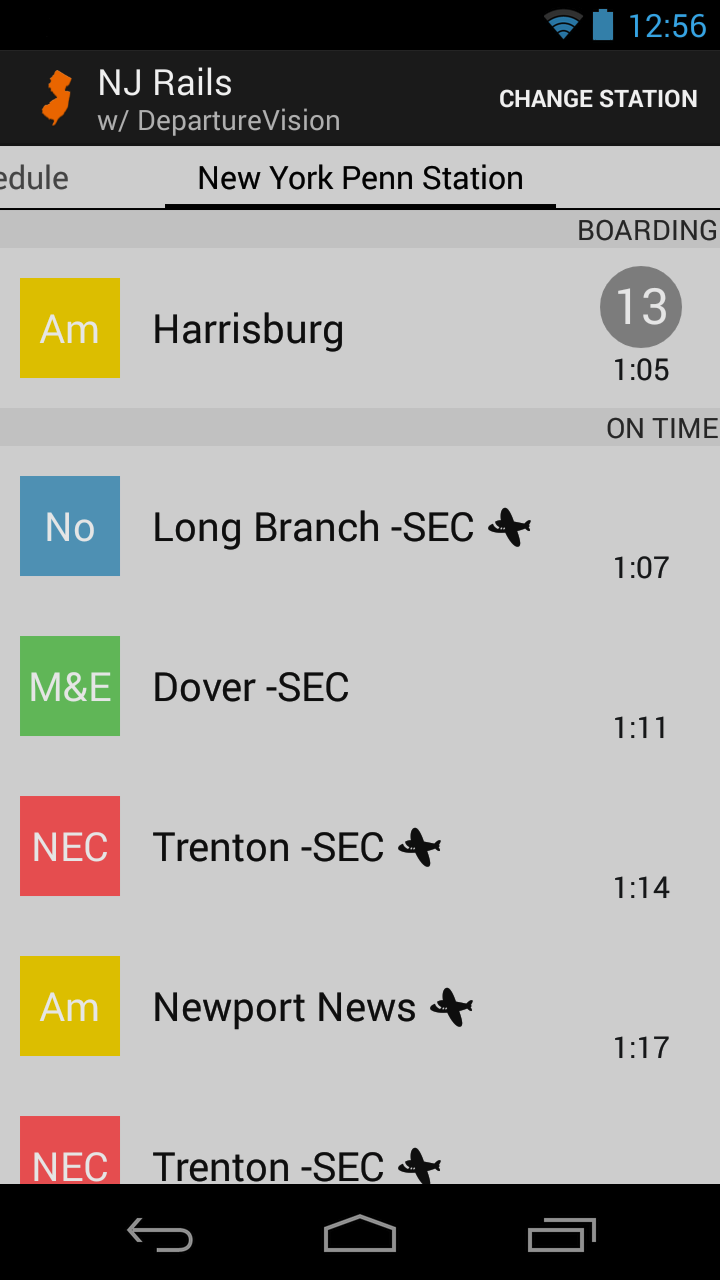 12:56
NJ Rails
w/ DepartureVision
CHANGE STATION
edule
New York Penn Station
BOARDING
Am
Harrisburg
13
1:05
ON TIME
No
Long Branch -SEC
1:07
M&E
Dover -SEC
1:11
NEC
Trenton -SEC
1:14
Am
Newport News
1:17
NEC
Trenton -SEC